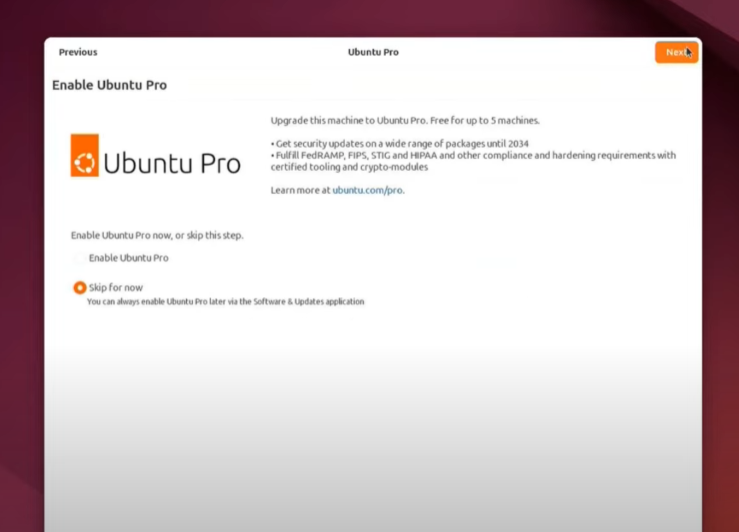 Previous
Ubuntu Pro
Next
Enable Ubuntu Pro
Upgrade this machine to Ubuntu Pro. Free for up to 5 machines.
• Get security updates on a wide range of packages until 2034
• Fulfill FedRAMP, FIPS, STIG and HIPAA and other compliance and hardening requirements with
certified tooling and crypto-modules
Ubuntu Pro
Learn more at ubuntu.com/pro.
Enable Ubuntu Pro now, or skip this step.
Enable Ubuntu Pro
Skip for now
You can always enable Ubuntu Pro later via the Software & Updates application